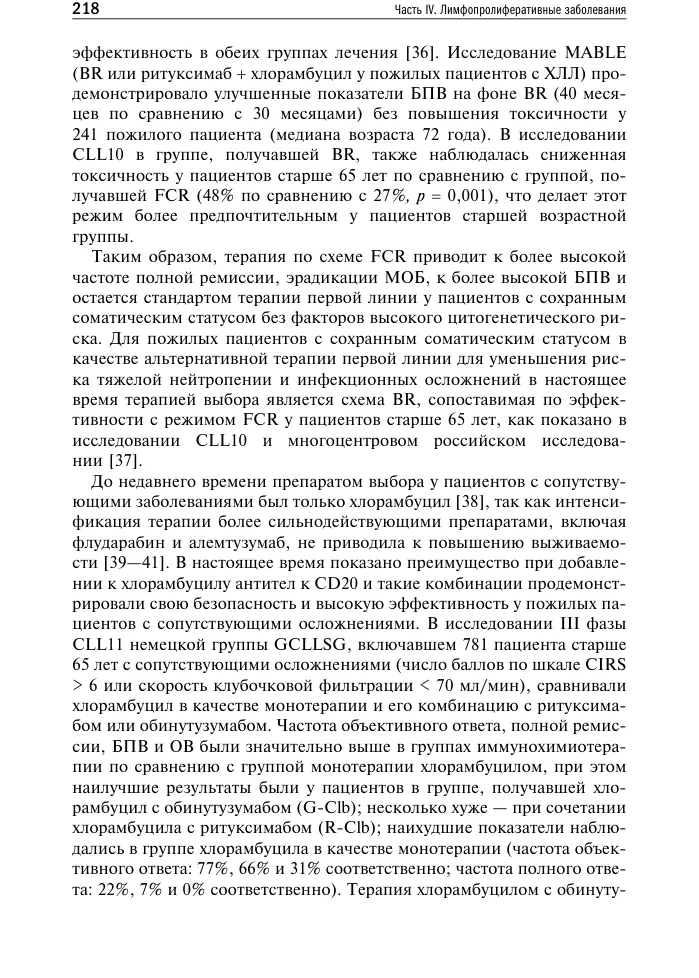 218
Часть IV. Лимфопролиферативные заболевания
эффективность в обеих группах лечения [36]. Исследование MABLE
(BR или ритуксимаб + хлорамбуцил у пожилых пациентов с ХЛЛ) про-
демонстрировало улучшенные показатели БПВ на фоне BR (40 меся-
цев по сравнению с 30 месяцами) без повышения токсичности у
241 пожилого пациента (медиана возраста 72 года). В исследовании
CLL10 в группе, получавшей BR, также наблюдалась сниженная
токсичность у пациентов старше 65 лет по сравнению с группой, по-
лучавшей FCR (48% по сравнению с 27%, p = 0,001), что делает этот
режим более предпочтительным у пациентов старшей возрастной
группы.
Таким образом, терапия по схеме FCR приводит к более высокой
частоте полной ремиссии, эрадикации МОБ, к более высокой БПВ и
остается стандартом терапии первой линии у пациентов с сохранным
соматическим статусом без факторов высокого цитогенетического ри-
ска. Для пожилых пациентов с сохранным соматическим статусом в
качестве альтернативной терапии первой линии для уменьшения рис-
ка тяжелой нейтропении и инфекционных осложнений в настоящее
время терапией выбора является схема BR, сопоставимая по эффек-
тивности с режимом FCR у пациентов старше 65 лет, как показано в
исследовании CLL10 и многоцентровом российском исследова-
нии [37].
До недавнего времени препаратом выбора у пациентов с сопутству-
ющими заболеваниями был только хлорамбуцил [38], так как интенси-
фикация терапии более сильнодействующими препаратами, включая
флударабин и алемтузумаб, не приводила к повышению выживаемо-
сти [39—41]. В настоящее время показано преимущество при добавле-
нии к хлорамбуцилу антител к CD20 и такие комбинации продемонст-
рировали свою безопасность и высокую эффективность у пожилых па-
циентов с сопутствующими осложнениями. В исследовании III фазы
CLL11 немецкой группы GCLLSG, включавшем 781 пациента старше
65 лет с сопутствующими осложнениями (число баллов по шкале CIRS
> 6 или скорость клубочковой фильтрации < 70 мл/мин), сравнивали
хлорамбуцил в качестве монотерапии и его комбинацию с ритуксима-
бом или обинутузумабом. Частота объективного ответа, полной ремис-
сии, БПВ и ОВ были значительно выше в группах иммунохимиотера-
пии по сравнению с группой монотерапии хлорамбуцилом, при этом
наилучшие результаты были у пациентов в группе, получавшей хло-
рамбуцил с обинутузумабом (G-Clb); несколько хуже — при сочетании
хлорамбуцила с ритуксимабом (R-Clb); наихудшие показатели наблю-
дались в группе хлорамбуцила в качестве монотерапии (частота объек-
тивного ответа: 77%, 66% и 31% соответственно; частота полного отве-
та: 22%, 7% и 0% соответственно). Терапия хлорамбуцилом с обинуту-